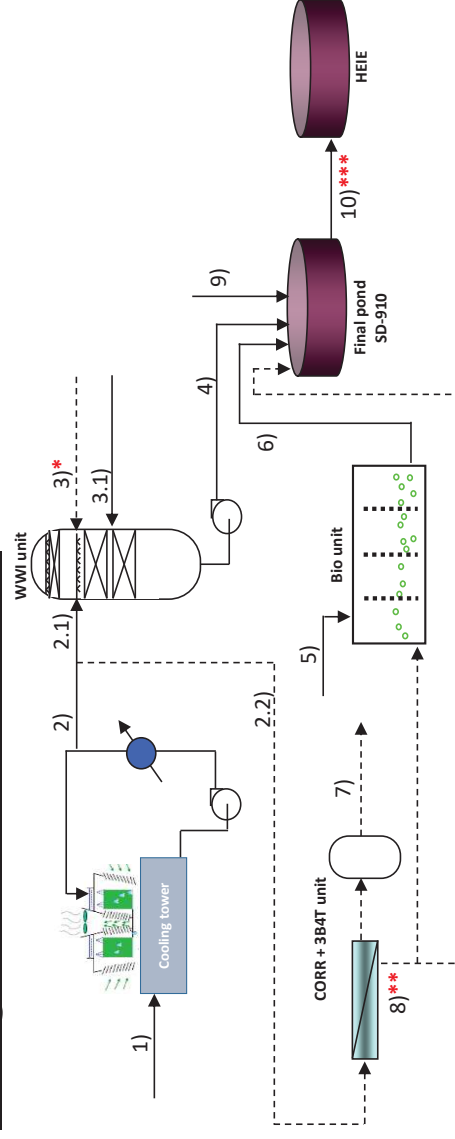 1)
Cooling tower
2)
2.1)
2.2)
WWI unit
3)*
3.1)
4)
CORR + 3B4T unit
8)**
7)
5)
Bio unit
6)
9)
Final pond
SD-910
10)***
HEIE